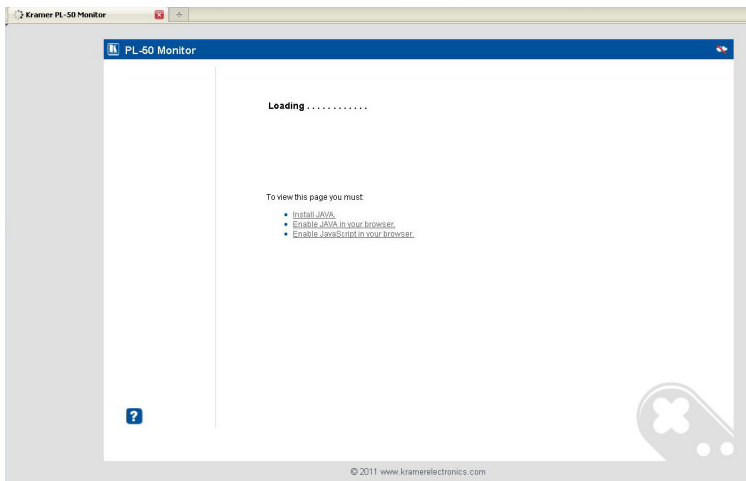 Kramer PL-50 Monitor
PL-50 Monitor
Loading . . . . . . . . . . . .
To view this page you must:
Install JAVA.
Enable JAVA in your browser.
Enable JavaScript in your browser.
?
© 2011 www.kramerelectronics.com